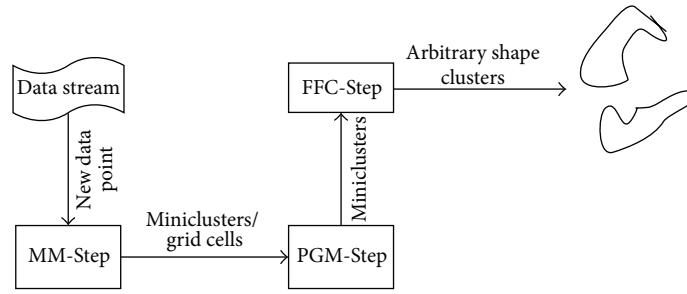 Data stream
New data
point
MM-Step
Miniclusters/
grid cells
PGM-Step
Miniclusters
FFC-Step
Arbitrary shape
clusters